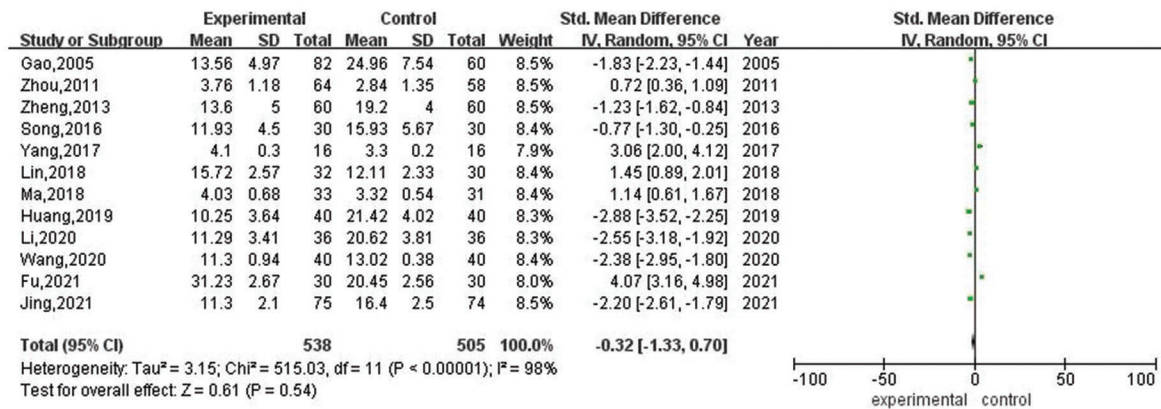 Experimental Control Std. Mean Difference Std. Mean Difference
Study or Subgroup Mean SD Total Mean SD Total Weight IV, Random, 95% CI Year IV, Random, 95% CI
Gao,2005 13.56 4.97 82 24.96 7.54 60 8.5% -1.83 [-2.23, -1.44] 2005
Zhou,2011 3.76 1.18 64 2.84 1.35 58 8.5% 0.72 [0.36, 1.09] 2011
Zheng,2013 13.6 5 60 19.2 4 60 8.5% -1.23 [-1.62, -0.84] 2013
Song,2016 11.93 4.5 30 15.93 5.67 30 8.4% -0.77 [-1.30, -0.25] 2016
Yang,2017 4.1 0.3 16 3.3 0.2 16 7.9% 3.06 [2.00, 4.12] 2017
Lin,2018 15.72 2.57 32 12.11 2.33 30 8.4% 1.45 [0.89, 2.01] 2018
Ma,2018 4.03 0.68 33 3.32 0.54 31 8.4% 1.14 [0.61, 1.67] 2018
Huang,2019 10.25 3.64 40 21.42 4.02 40 8.3% -2.88 [-3.52, -2.25] 2019
Li,2020 11.29 3.41 36 20.62 3.81 36 8.3% -2.55 [-3.18, -1.92] 2020
Wang,2020 11.3 0.94 40 13.02 0.38 40 8.4% -2.38 [-2.95, -1.80] 2020
Fu,2021 31.23 2.67 30 20.45 2.56 30 8.0% 4.07 [3.16, 4.98] 2021
Jing,2021 11.3 2.1 75 16.4 2.5 74 8.5% -2.20 [-2.61, -1.79] 2021
Total (95% CI) 538 505 100.0% -0.32 [-1.33, 0.70]
Heterogeneity: Tau² = 3.15; Chi² = 515.03, df = 11 (P < 0.00001); I² = 98%
Test for overall effect: Z = 0.61 (P = 0.54)
-100 -50 0 50 100
experimental control